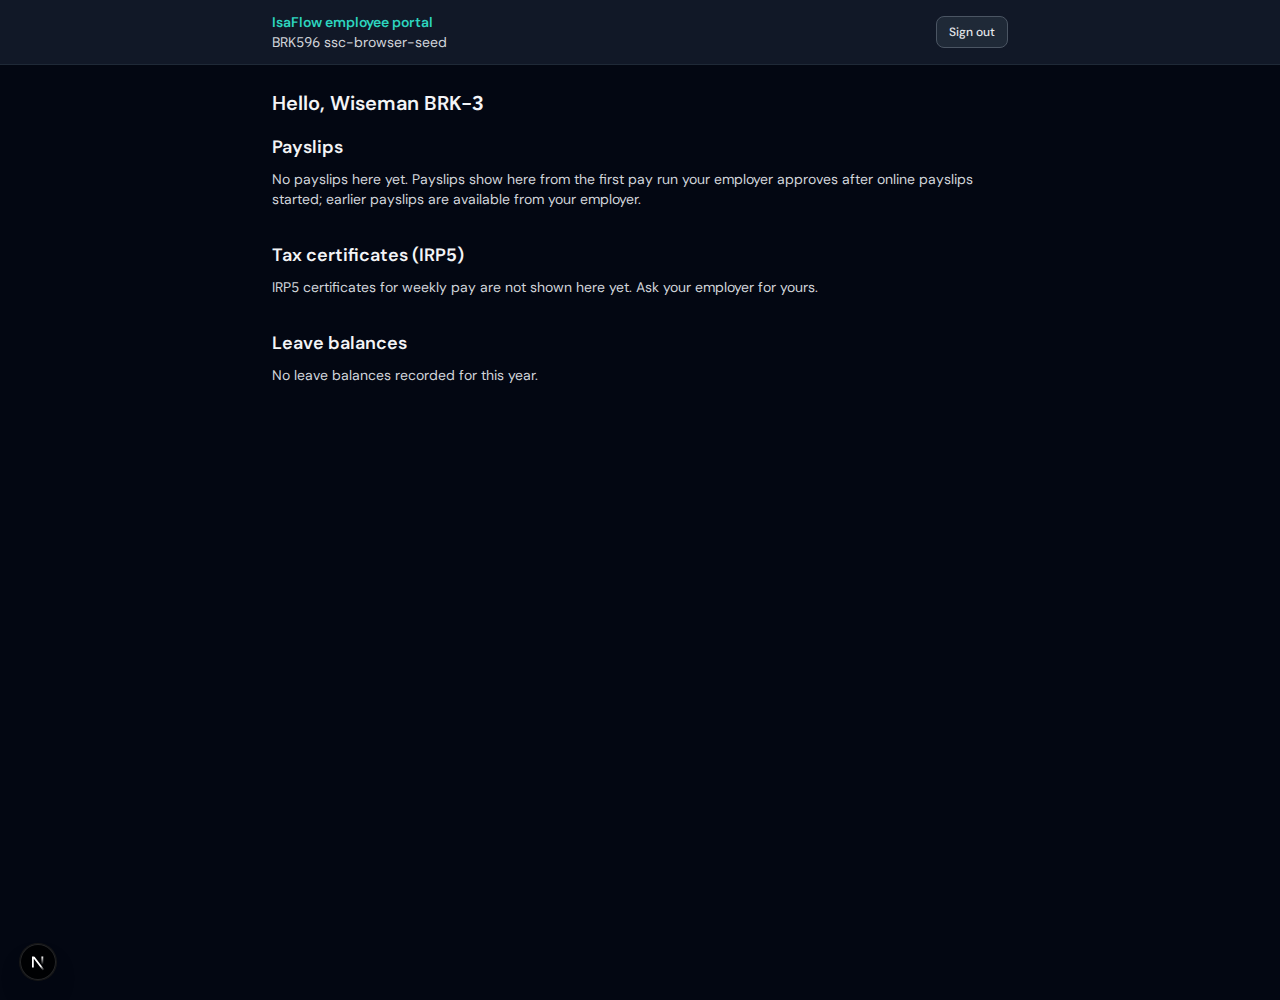 IsaFlow employee portal
BRK596 ssc-browser-seed
Sign out
Hello, Wiseman BRK-3
Payslips
No payslips here yet. Payslips show here from the first pay run your employer approves after online payslips
started; earlier payslips are available from your employer.
Tax certificates (IRP5)
IRP5 certificates for weekly pay are not shown here yet. Ask your employer for yours.
Leave balances
No leave balances recorded for this year.
N